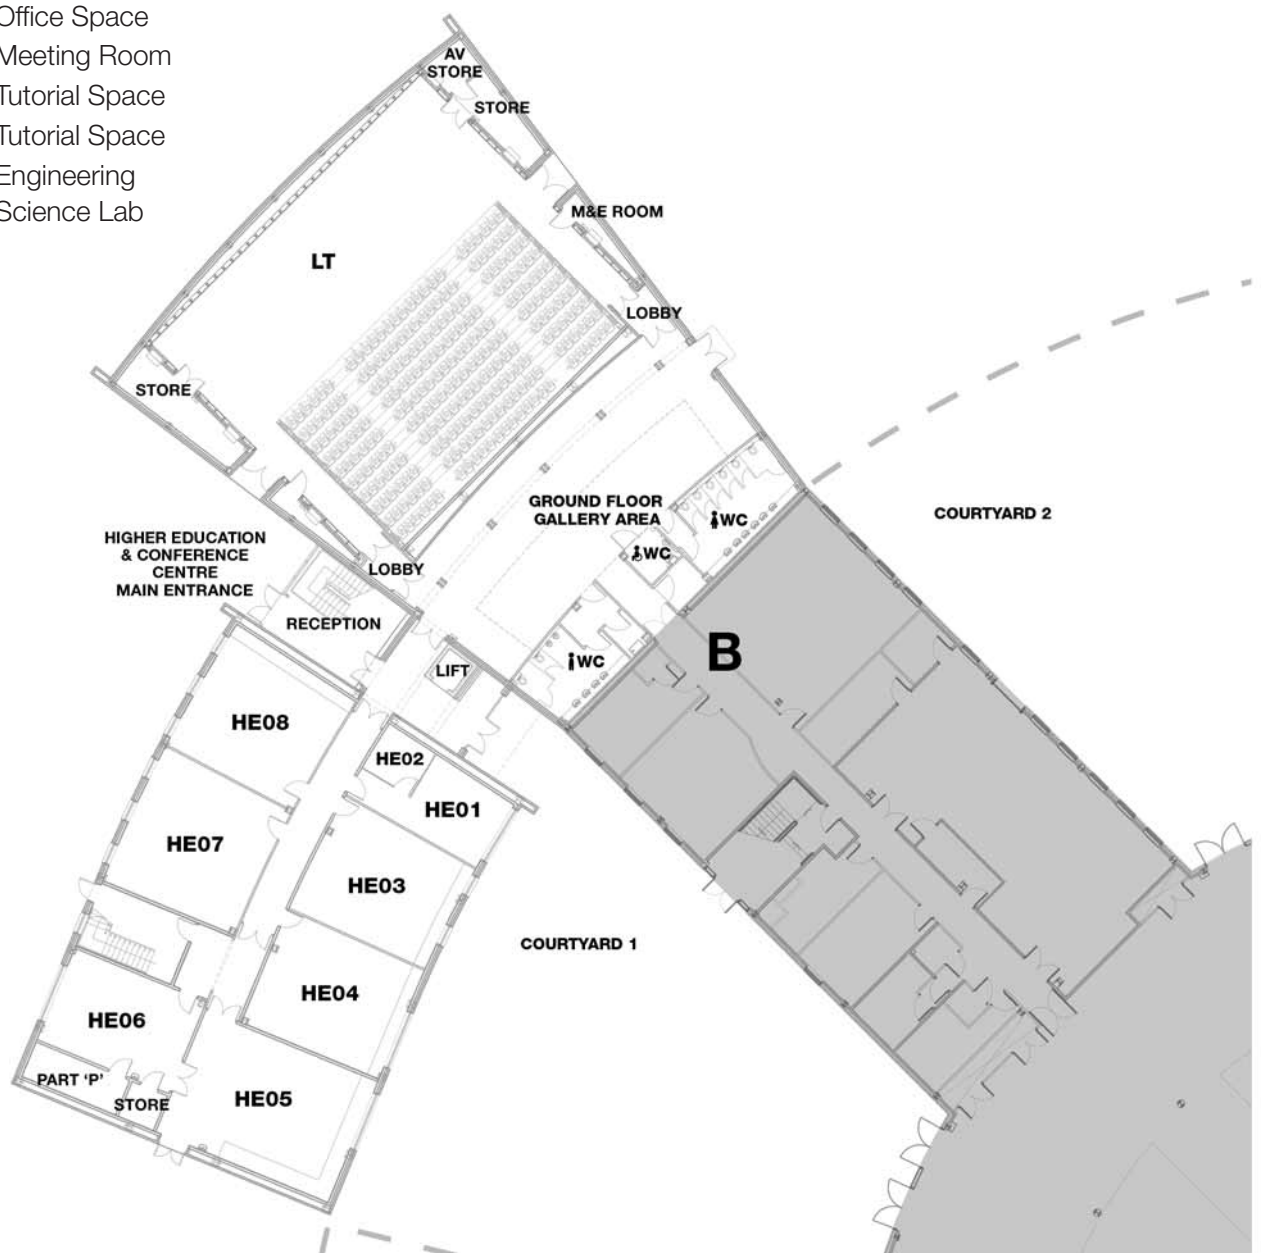 Office Space
Meeting Room
Tutorial Space
Tutorial Space
Engineering
Science Lab
AV
STORE
STORE
M&E ROOM
LT
LOBBY
STORE
GROUND FLOOR
GALLERY AREA
WC
COURTYARD 2
WC
HIGHER EDUCATION
& CONFERENCE
CENTRE
MAIN ENTRANCE
LOBBY
RECEPTION
B
WC
LIFT
HE08
HE02
HE01
HE07
HE03
COURTYARD 1
HE04
HE06
PART ‘P’
STORE
HE05